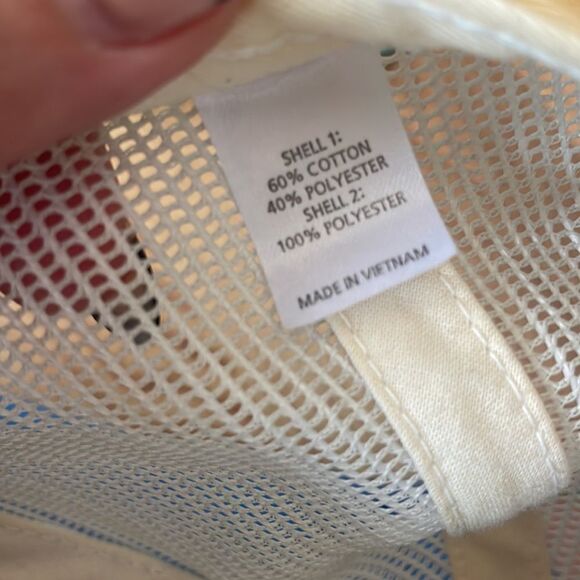 SHELL 1:
60% COTTON
40% POLYESTER
SHELL 2:
100% POLYESTER
MADE IN VIETNAM